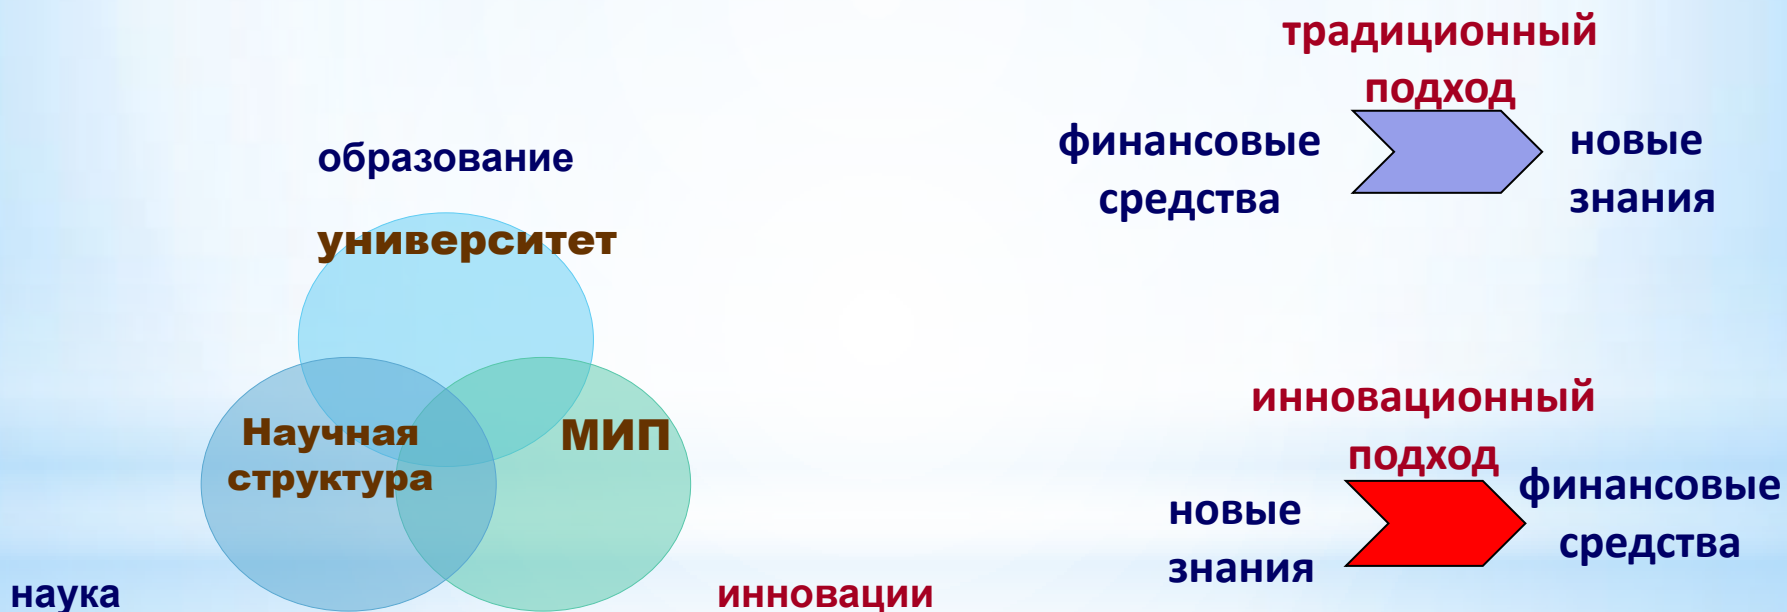 образование
университет
Научная
структура
МИП
наука
инновации
традиционный
подход
финансовые
средства
новые
знания
инновационный
подход
новые
знания
финансовые
средства